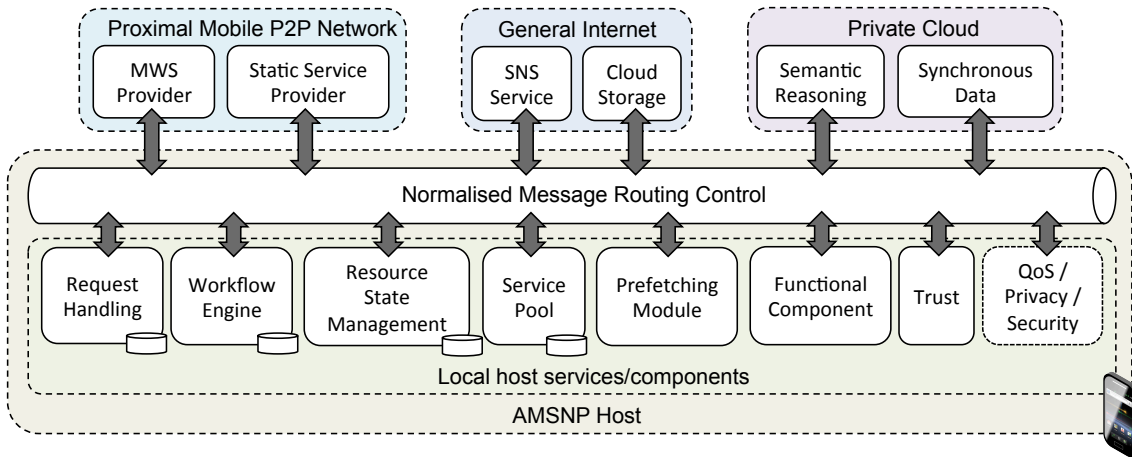 Proximal Mobile P2P Network
General Internet
Private Cloud
MWS
Provider
Static Service
Provider
SNS
Service
Cloud
Storage
Semantic
Reasoning
Synchronous
Data
Normalised Message Routing Control
Request
Handling
Workflow
Engine
Resource
State
Management
Service
Pool
Prefetching
Module
Functional
Component
Trust
QoS /
Privacy /
Security
Local host services/components
AMSNP Host